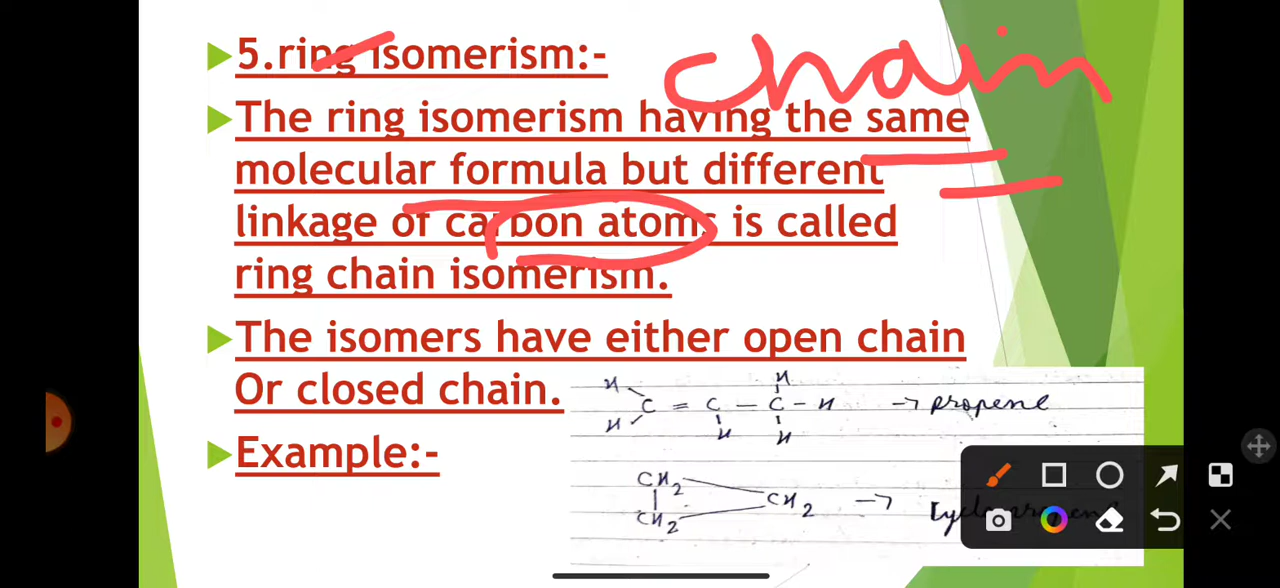 5.ring isomerism:-
chain
The ring isomerism having the same
molecular formula but different
linkage of carbon atoms is called
ring chain isomerism.
The isomers have either open chain
Or closed chain.
Example:-
H H
C = C - C - H → propene
H H H
CH2
CH2 →
CH2